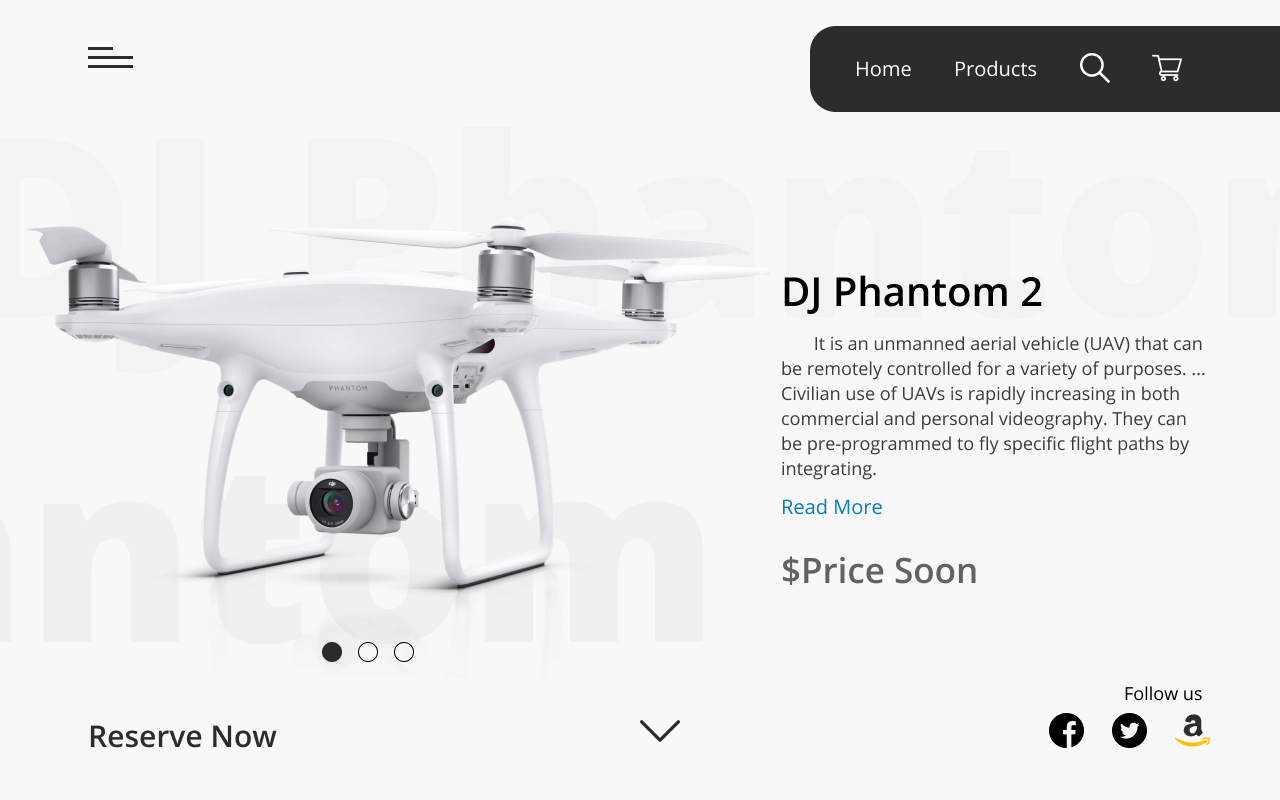 Home Products
DJ Phantom
DJ Phantom 2
It is an unmanned aerial vehicle (UAV) that can
be remotely controlled for a variety of purposes. ...
Civilian use of UAVs is rapidly increasing in both
commercial and personal videography. They can
be pre-programmed to fly specific flight paths by
integrating.
Read More
$Price Soon
PHANTOM
dji
antom
Follow us
Reserve Now
a